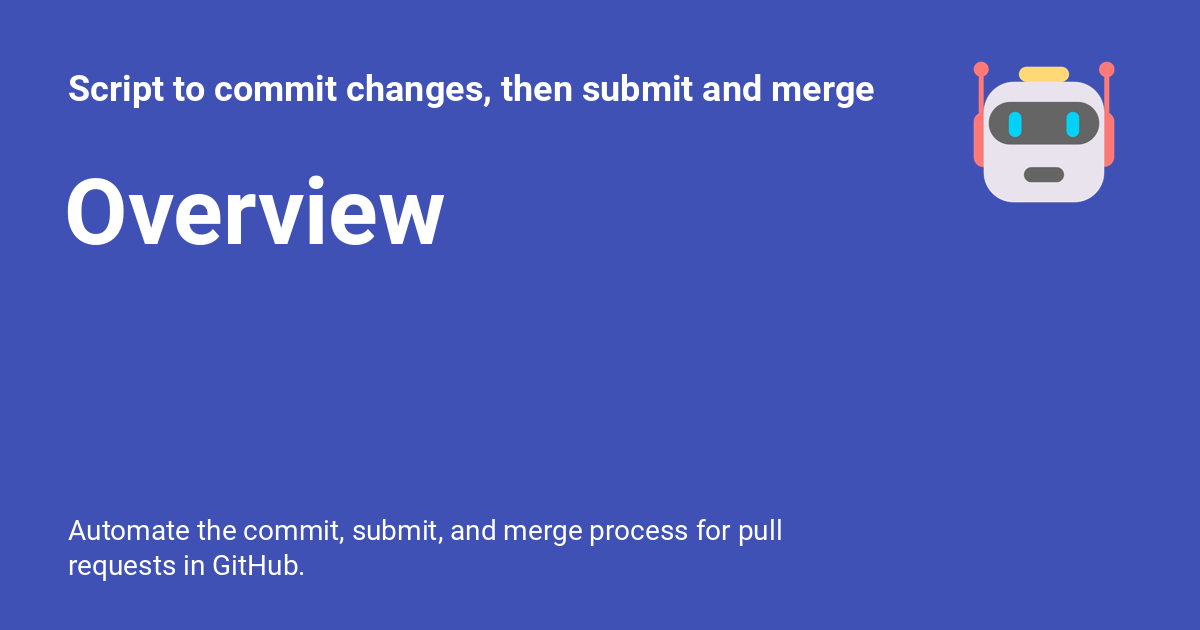 Script to commit changes, then submit and merge
Overview
Automate the commit, submit, and merge process for pull
requests in GitHub.